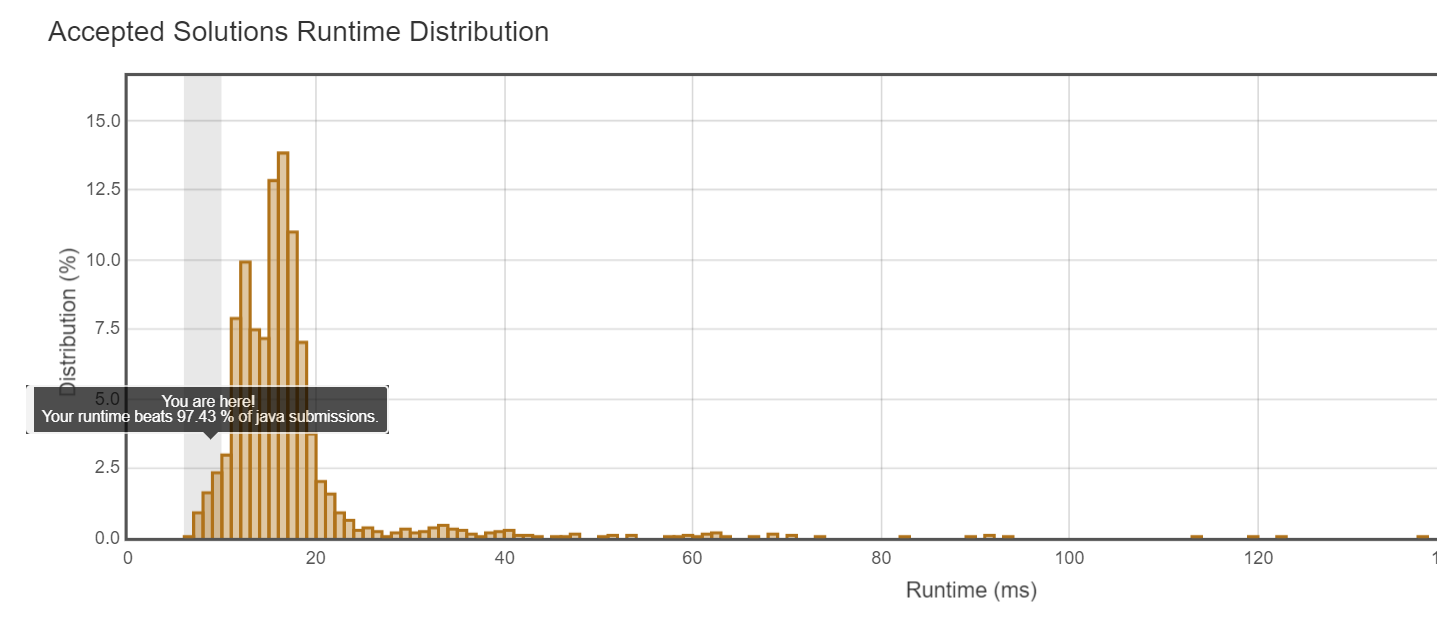 Accepted Solutions Runtime Distribution
Distribution (%)
15.0
12.5
10.0
7.5
5.0
2.5
0.0
You are here!
Your runtime beats 97.43 % of java submissions.
0 20 40 60 80 100 120 1
Runtime (ms)